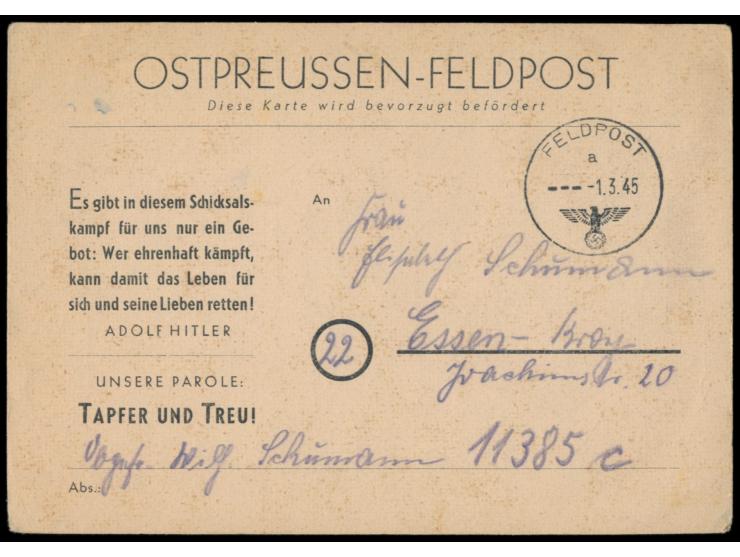 OSTPREUSSEN-FELDPOST
Diese Karte wird bevorzugt befördert
FELDPOST
a
--- -1.3.45
Es gibt in diesem Schicksals-
kampf für uns nur ein Ge-
bot: Wer ehrenhaft kämpft,
kann damit das Leben für
sich und seine Lieben retten!
ADOLF HITLER
UNSERE PAROLE:
TAPFER UND TREU!
An
Frau
Schumann
22
Essen-Kray
Joachimstr. 20
Wilh. Schumann 11385 c
Abs.: